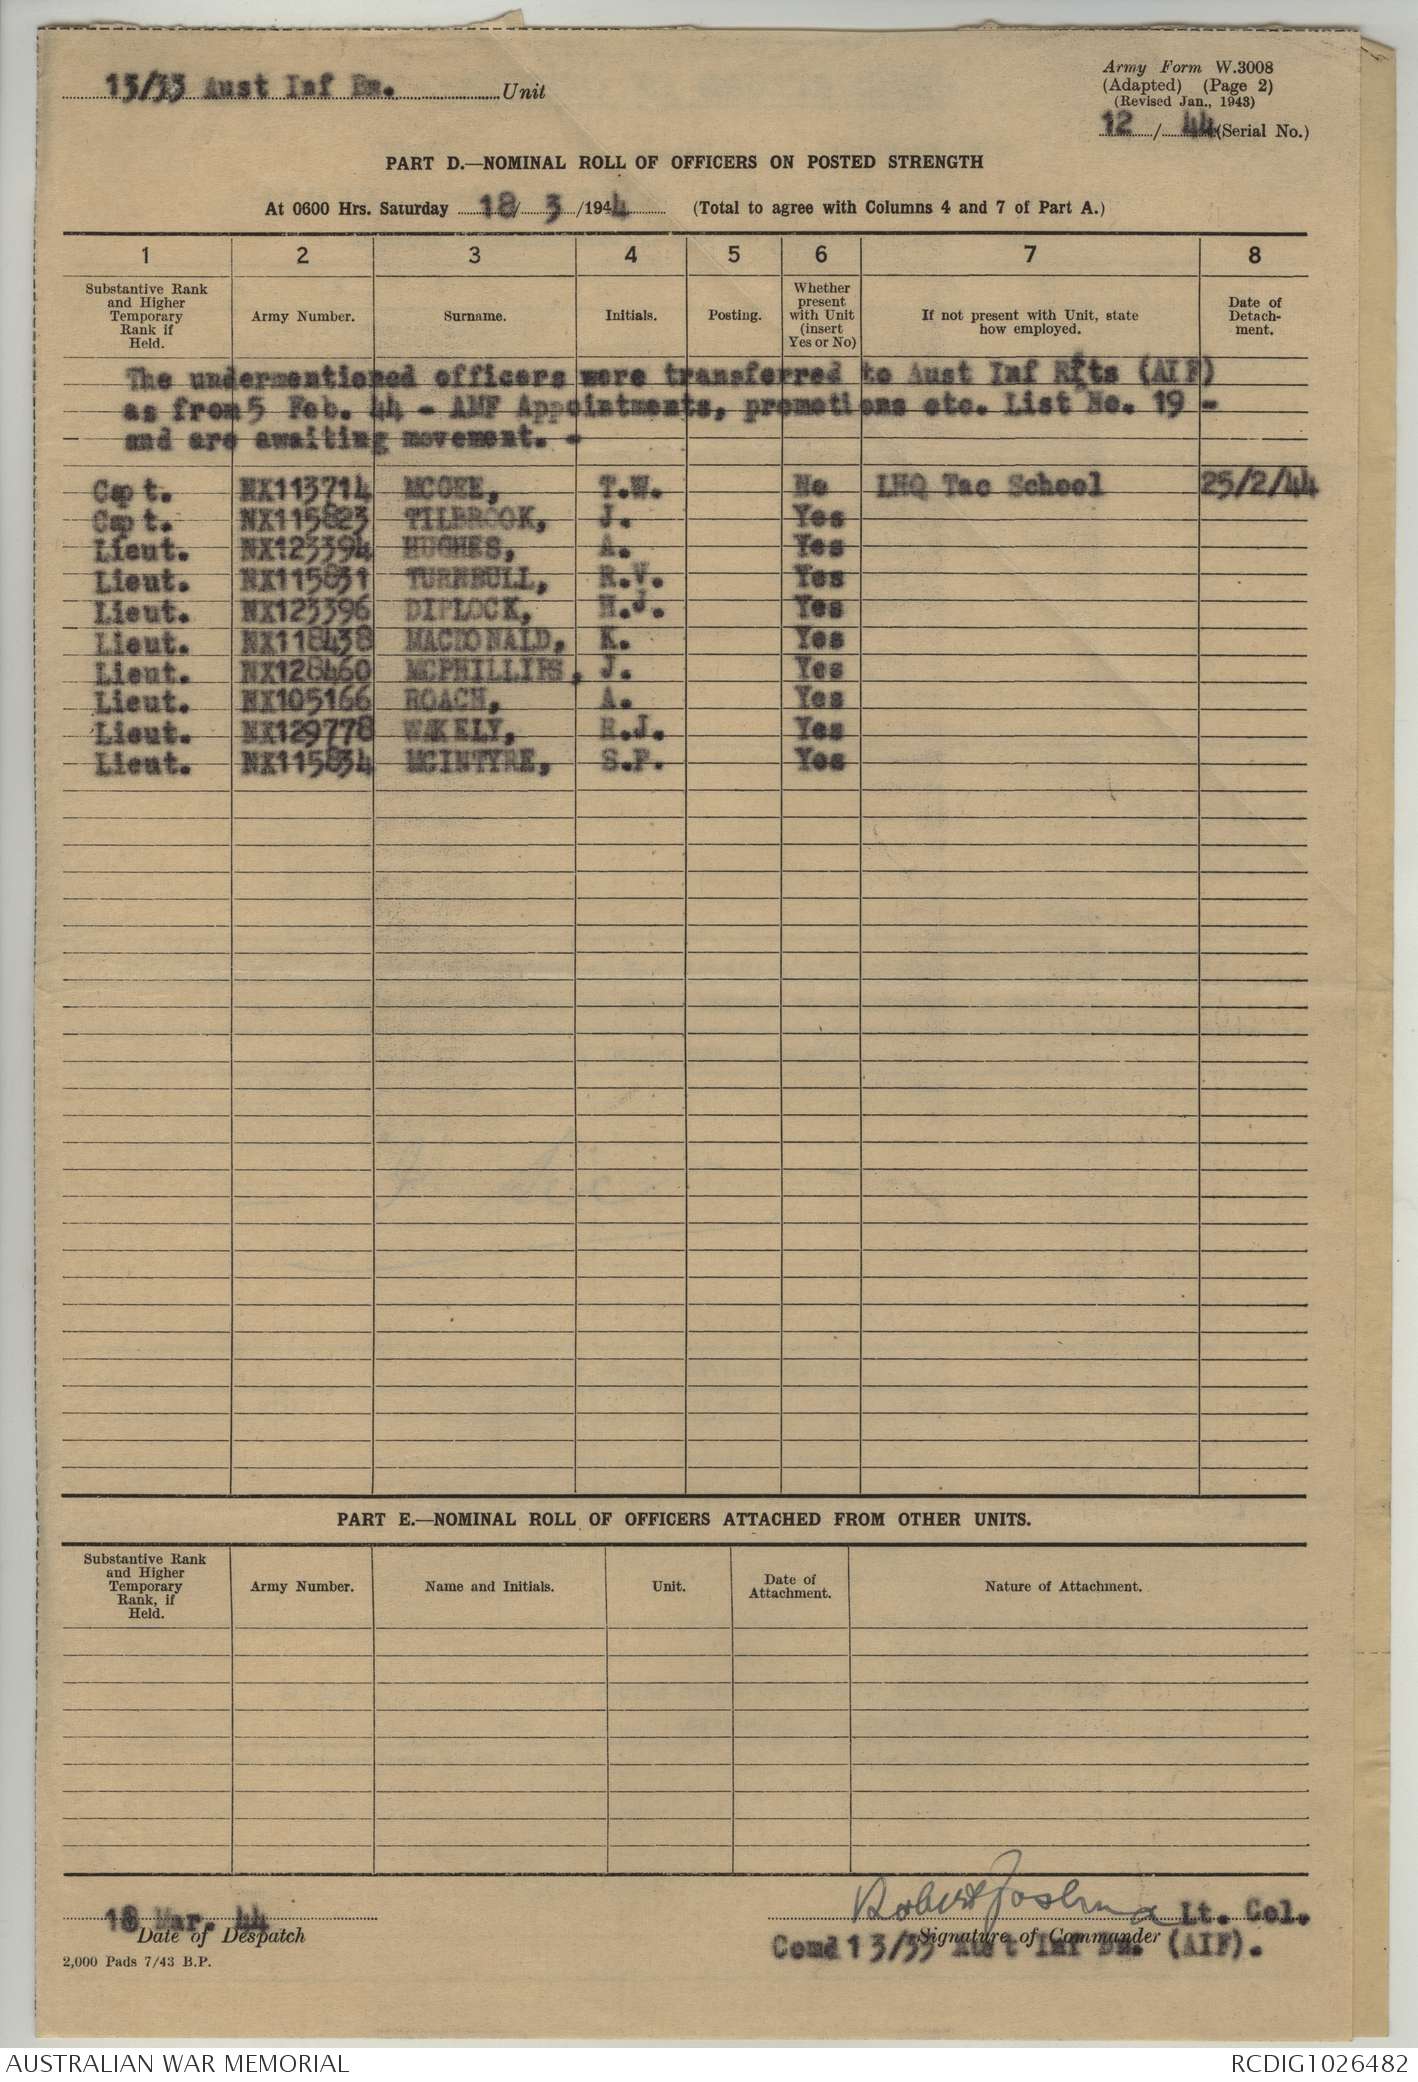 13/33 Aust Inf Bn. Unit
Army Form W.3008
(Adapted) (Page 2)
(Revised Jan., 1943)
12 / 44 (Serial No.)
PART D.—NOMINAL ROLL OF OFFICERS ON POSTED STRENGTH
At 0600 Hrs. Saturday 18/ 3 /1944 (Total to agree with Columns 4 and 7 of Part A.)
1 2 3 4 5 6 7 8
Substantive Rank and Higher Temporary Rank if Held. Army Number. Surname. Initials. Posting. Whether present with Unit (insert Yes or No) If not present with Unit, state how employed. Date of Detachment.
The undermentioned officers were transferred to Aust Inf Rfts (AIF)
as from 5 Feb. 44 - AMF Appointments, promotions etc. List No. 19 -
and are awaiting movement. -
Capt. NX113714 MCGEE, T.W. No LHQ Tac School 25/2/44
Capt. NX115823 TILBROOK, J. Yes
Lieut. NX123394 HUGHES, A. Yes
Lieut. NX115831 TURNBULL, R.V. Yes
Lieut. NX123396 DIPLOCK, H.J. Yes
Lieut. NX118438 MACDONALD, K. Yes
Lieut. NX128460 MCPHILLIPS, J. Yes
Lieut. NX105166 ROACH, A. Yes
Lieut. NX129778 WAKELY, R.J. Yes
Lieut. NX115834 MCINTYRE, S.P. Yes
PART E.—NOMINAL ROLL OF OFFICERS ATTACHED FROM OTHER UNITS.
Substantive Rank and Higher Temporary Rank, if Held. Army Number. Name and Initials. Unit. Date of Attachment. Nature of Attachment.
18 Mar. 44 Robert Joshua Lt. Col.
Date of Despatch Signature of Commander
Comd 13/33 Aust Inf Bn. (AIF).
2,000 Pads 7/43 B.P.
AUSTRALIAN WAR MEMORIAL RCDIG1026482